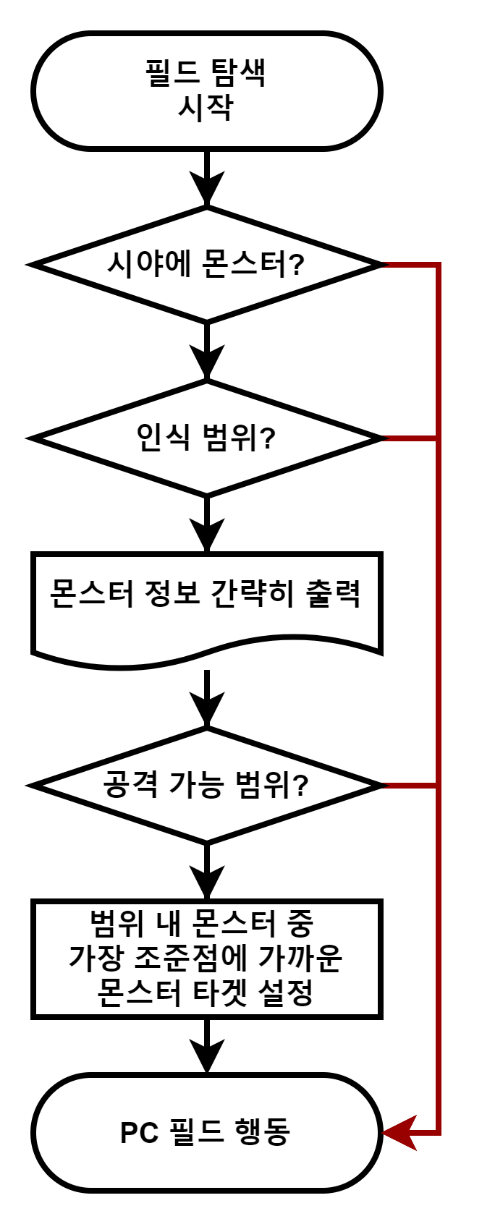 필드 탐색
시작
시야에 몬스터?
인식 범위?
몬스터 정보 간략히 출력
공격 가능 범위?
범위 내 몬스터 중
가장 조준점에 가까운
몬스터 타겟 설정
PC 필드 행동